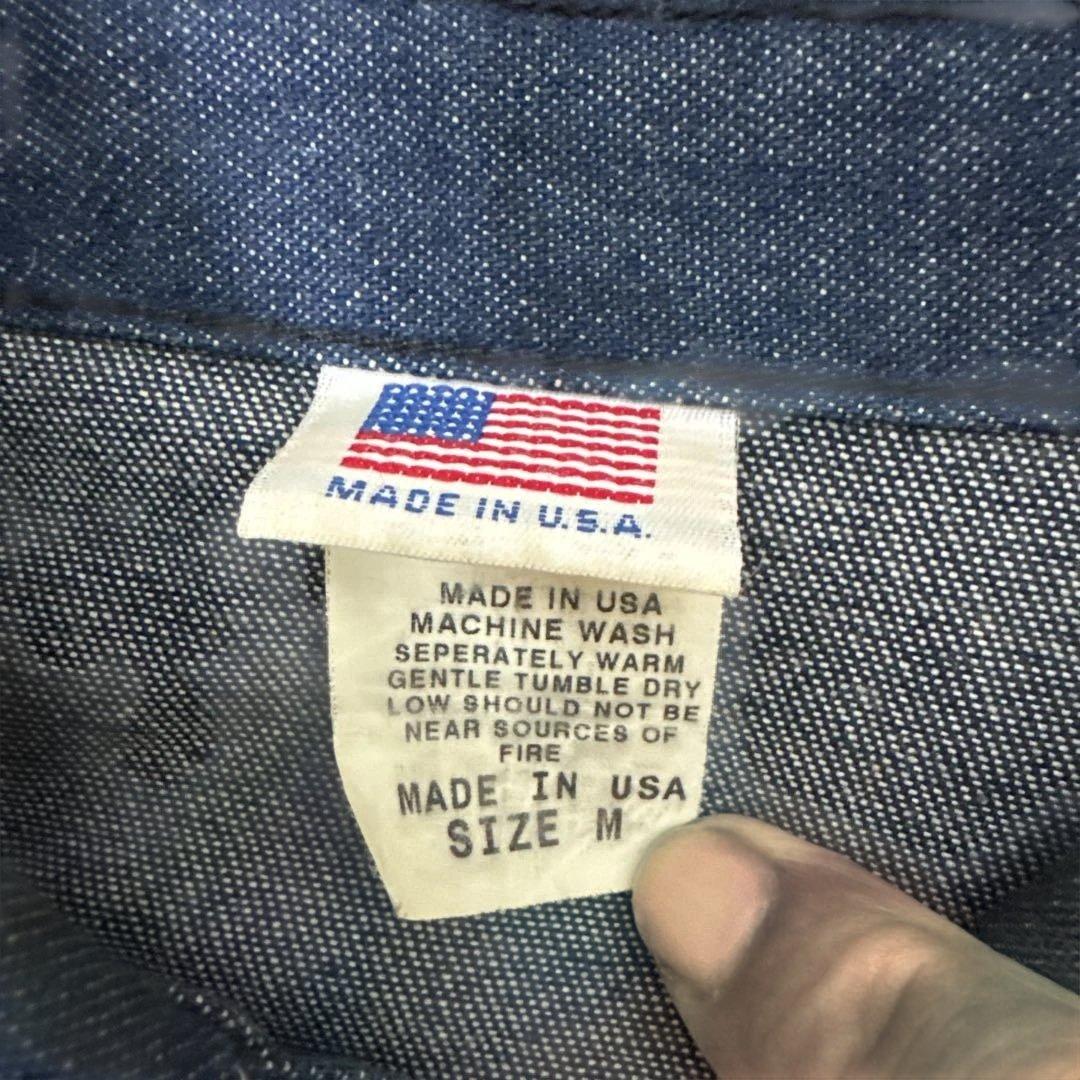 MADE IN U.S.A.
MADE IN USA
MACHINE WASH
SEPERATELY WARM
GENTLE TUMBLE DRY
LOW SHOULD NOT BE
NEAR SOURCES OF
FIRE
MADE IN USA
SIZE M